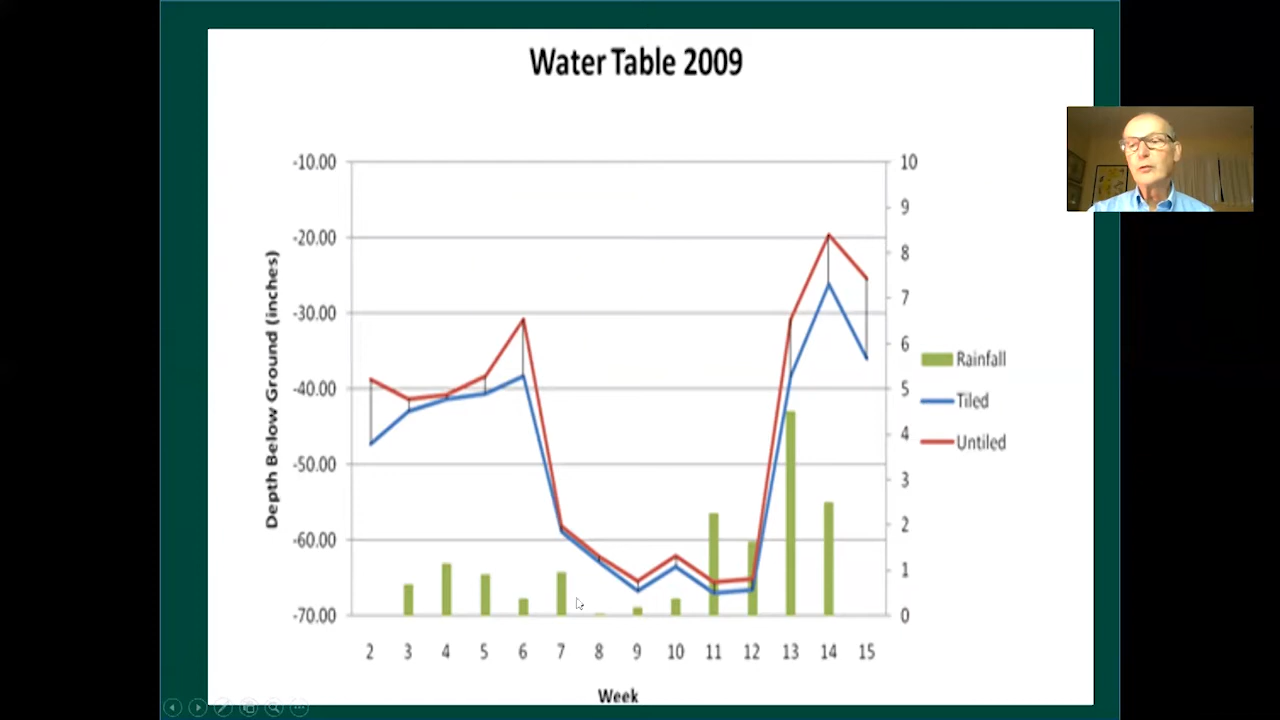 Water Table 2009
Depth Below Ground (inches)
-10.00
-20.00
-30.00
-40.00
-50.00
-60.00
-70.00
10
9
8
7
6
5
4
3
2
1
0
Rainfall
Tiled
Untiled
2 3 4 5 6 7 8 9 10 11 12 13 14 15
Week